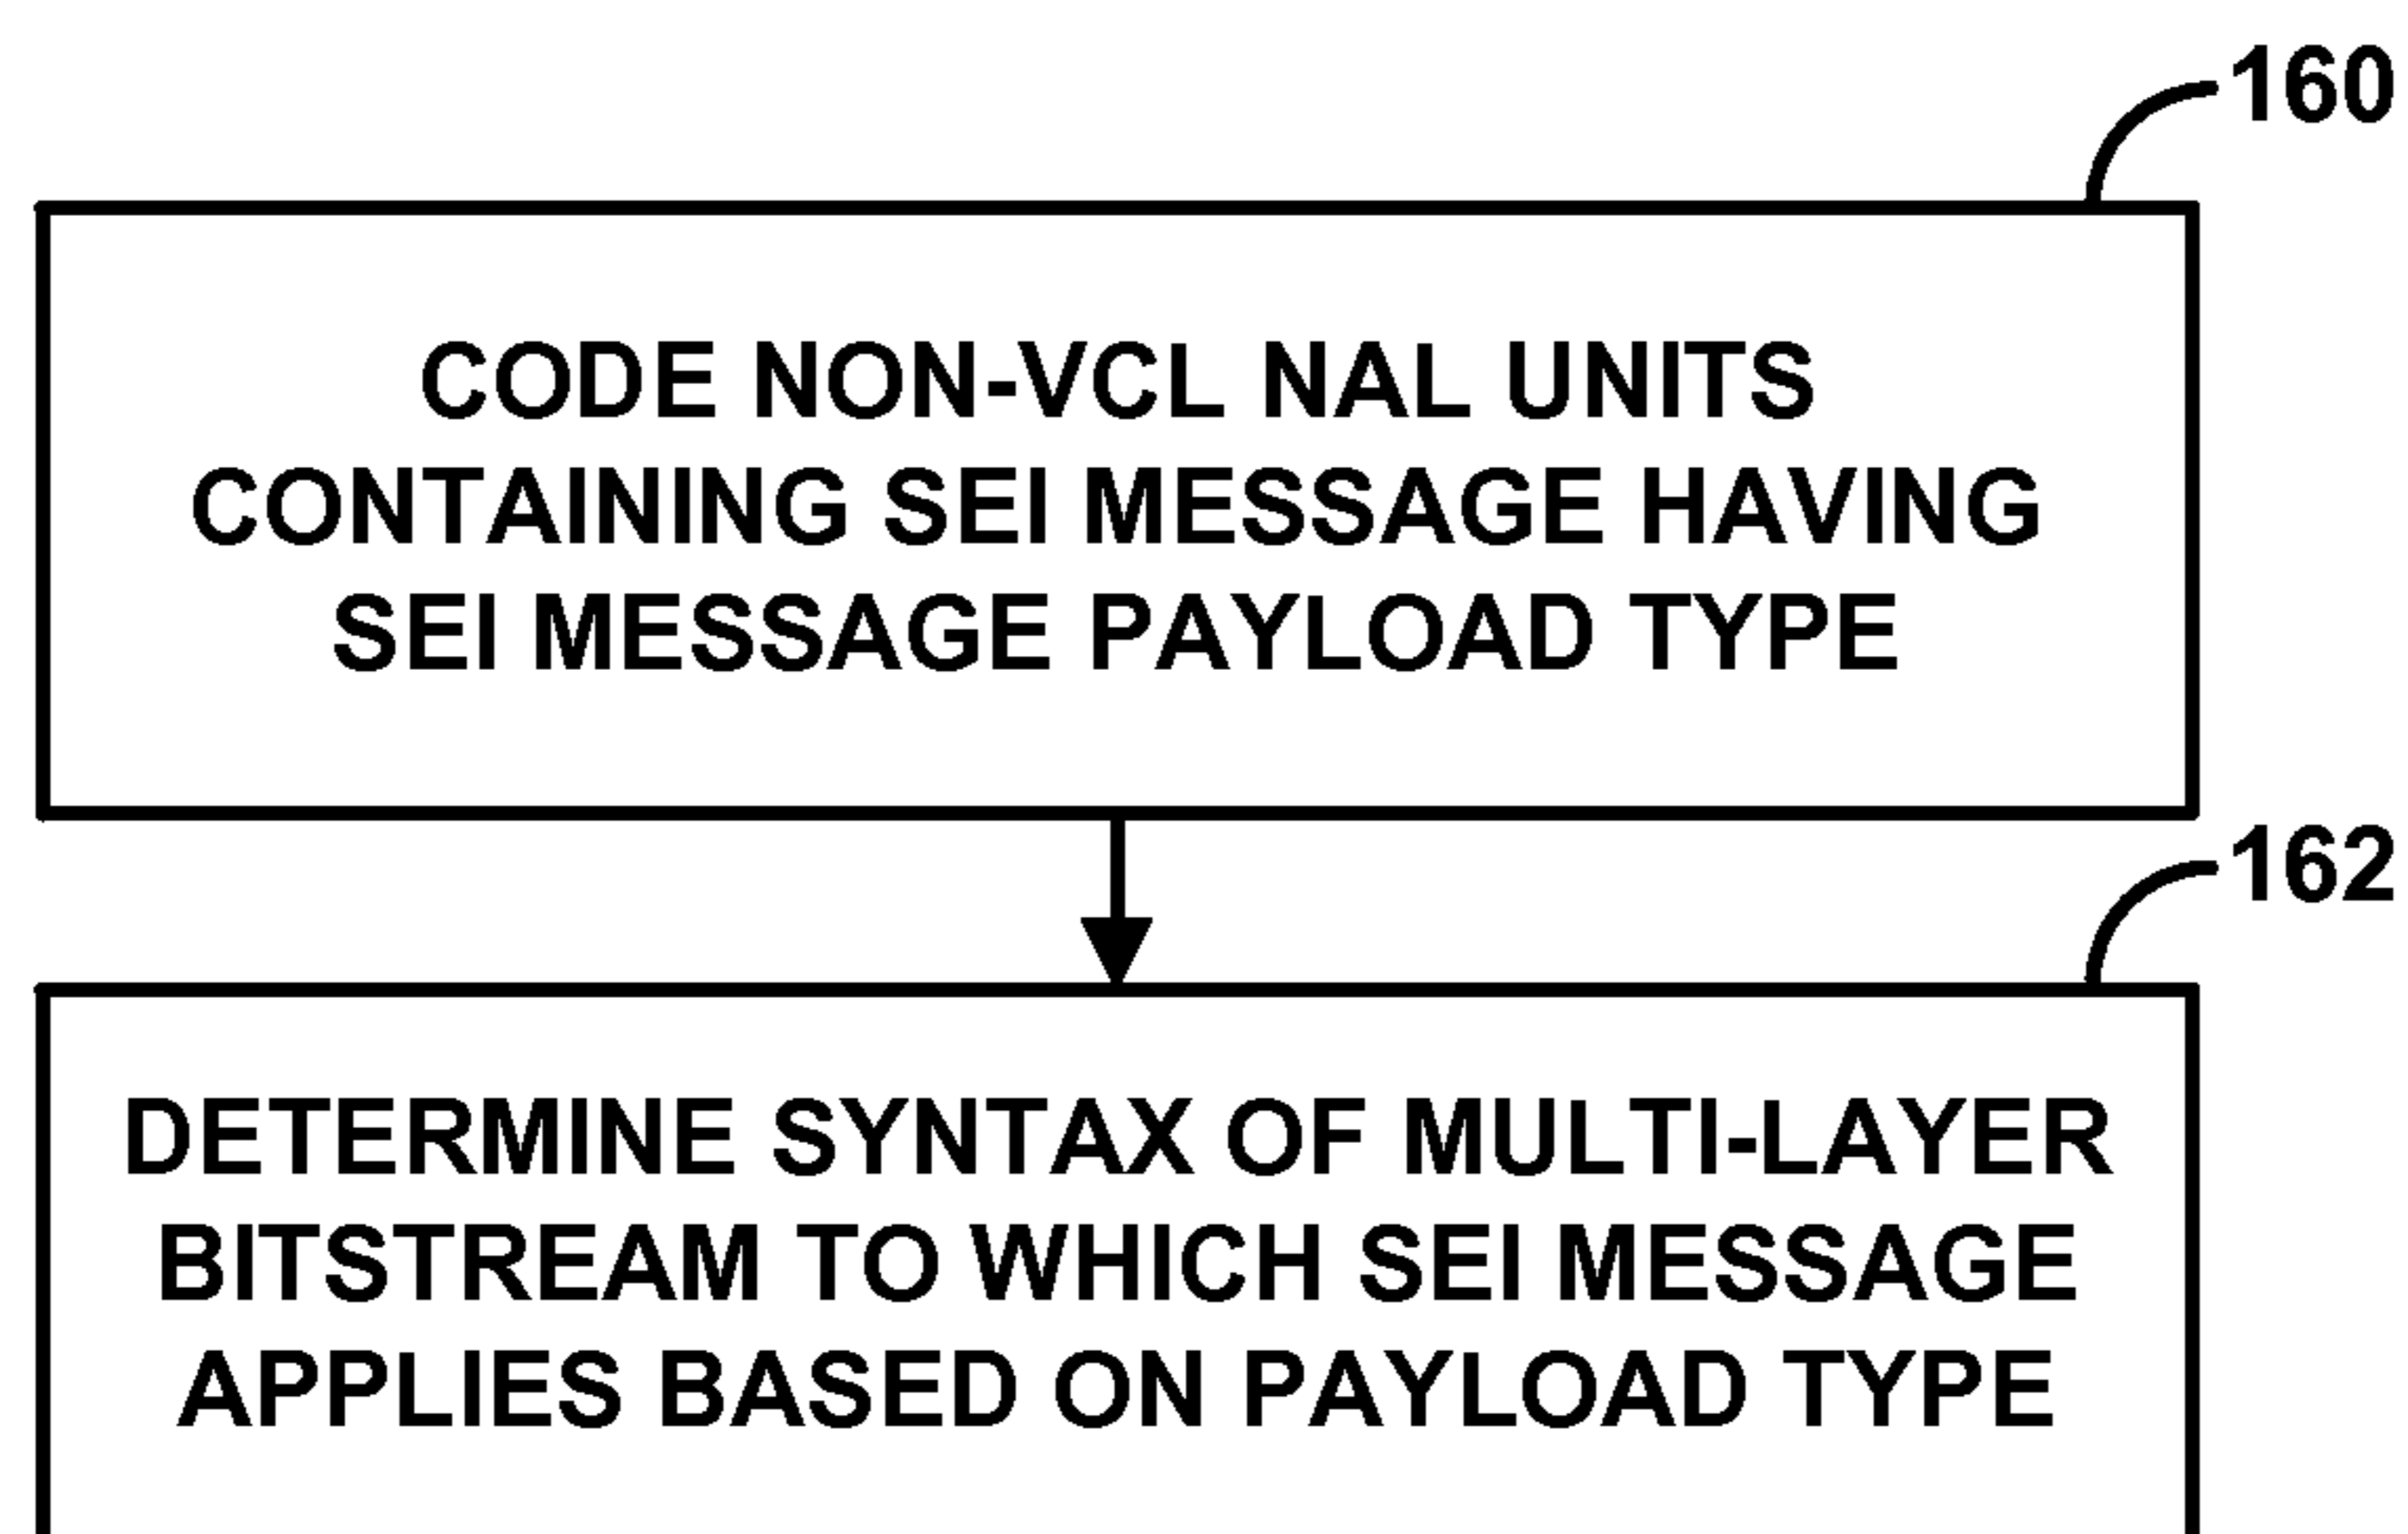 160
CODE NON-VCL NAL UNITS
CONTAINING SEI MESSAGE HAVING
SEI MESSAGE PAYLOAD TYPE
162
DETERMINE SYNTAX OF MULTI-LAYER
BITSTREAM TO WHICH SEI MESSAGE
APPLIES BASED ON PAYLOAD TYPE